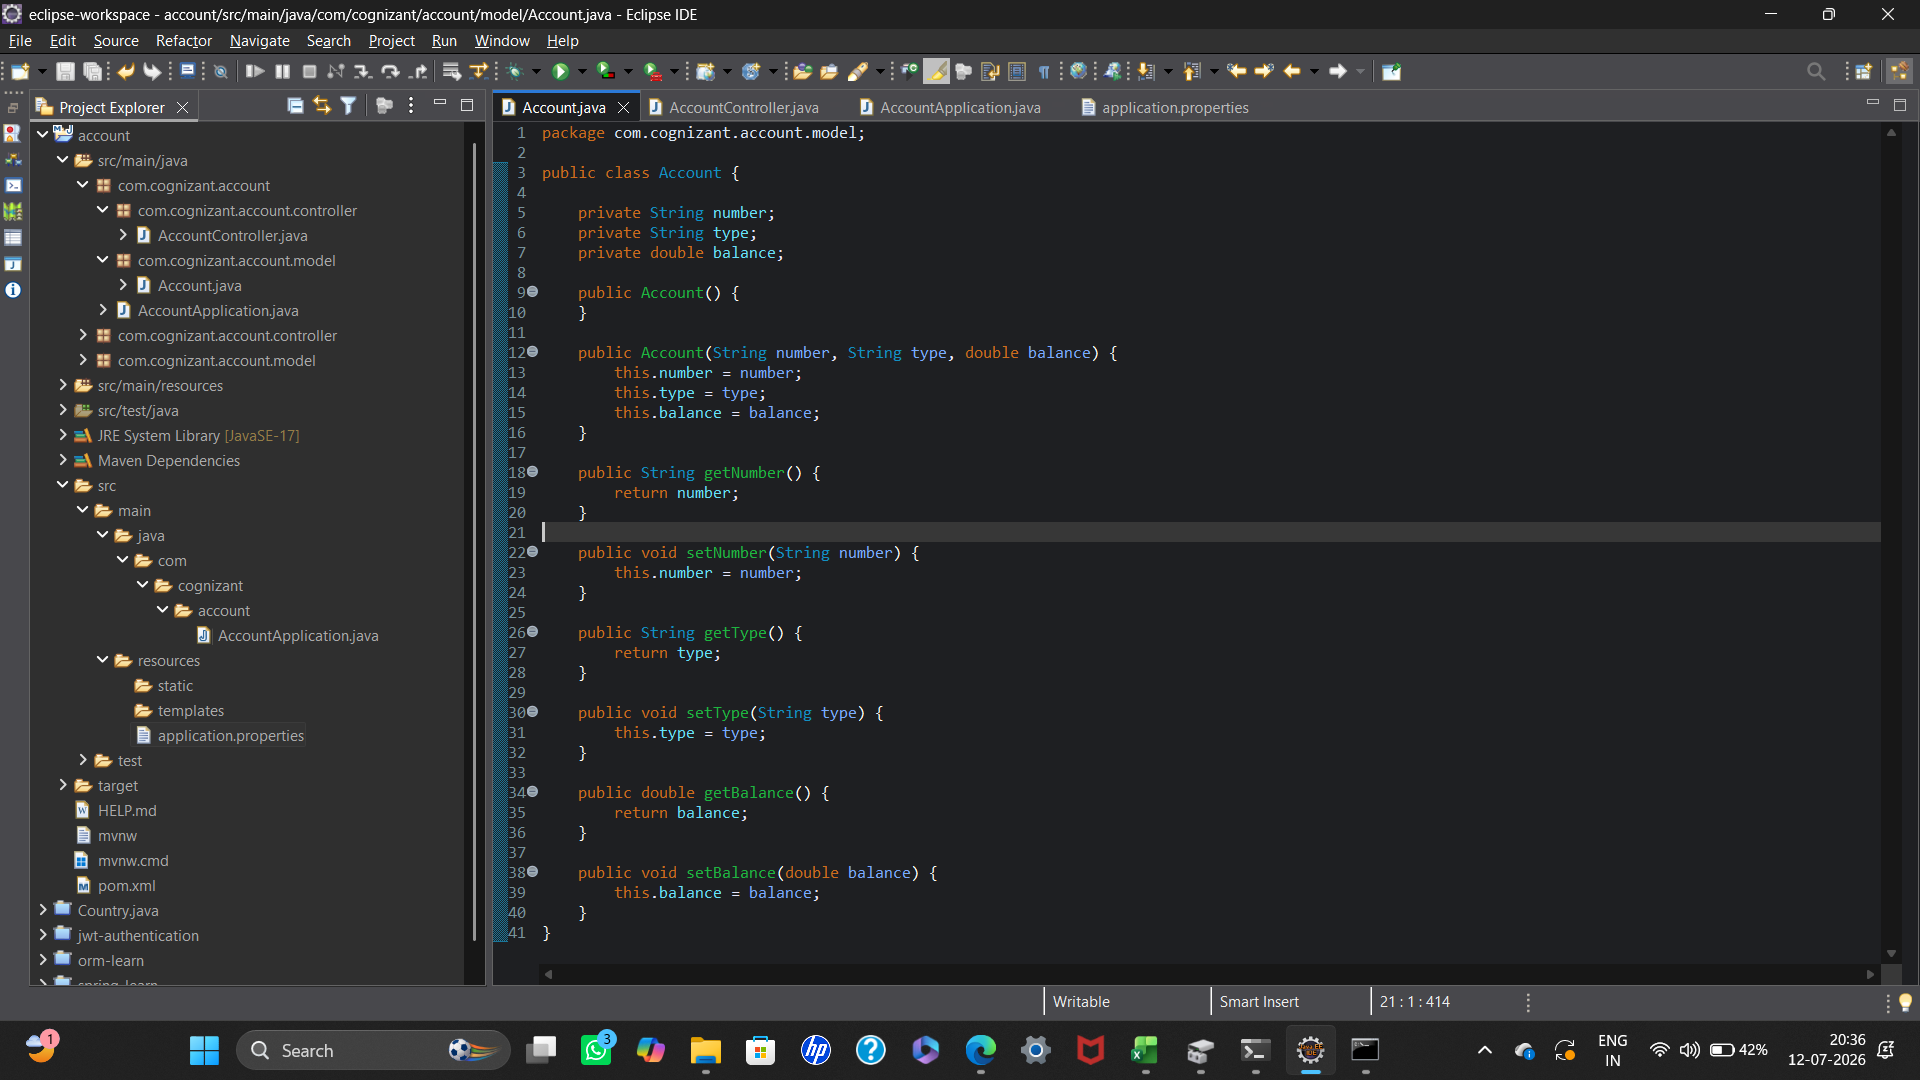 eclipse-workspace - account/src/main/java/com/cognizant/account/model/Account.java - Eclipse IDE
File Edit Source Refactor Navigate Search Project Run Window Help
Project Explorer
account
src/main/java
com.cognizant.account
com.cognizant.account.controller
AccountController.java
com.cognizant.account.model
Account.java
AccountApplication.java
com.cognizant.account.controller
com.cognizant.account.model
src/main/resources
src/test/java
JRE System Library [JavaSE-17]
Maven Dependencies
src
main
java
com
cognizant
account
AccountApplication.java
resources
static
templates
application.properties
test
target
HELP.md
mvnw
mvnw.cmd
pom.xml
Country.java
jwt-authentication
orm-learn
spring-learn
Account.java AccountController.java AccountApplication.java application.properties
1 package com.cognizant.account.model;
2
3 public class Account {
4
5 private String number;
6 private String type;
7 private double balance;
8
9 public Account() {
10 }
11
12 public Account(String number, String type, double balance) {
13 this.number = number;
14 this.type = type;
15 this.balance = balance;
16 }
17
18 public String getNumber() {
19 return number;
20 }
21
22 public void setNumber(String number) {
23 this.number = number;
24 }
25
26 public String getType() {
27 return type;
28 }
29
30 public void setType(String type) {
31 this.type = type;
32 }
33
34 public double getBalance() {
35 return balance;
36 }
37
38 public void setBalance(double balance) {
39 this.balance = balance;
40 }
41 }
Writable Smart Insert 21 : 1 : 414
1
Search
3
hp
ENG
IN
42%
20:36
12-07-2026